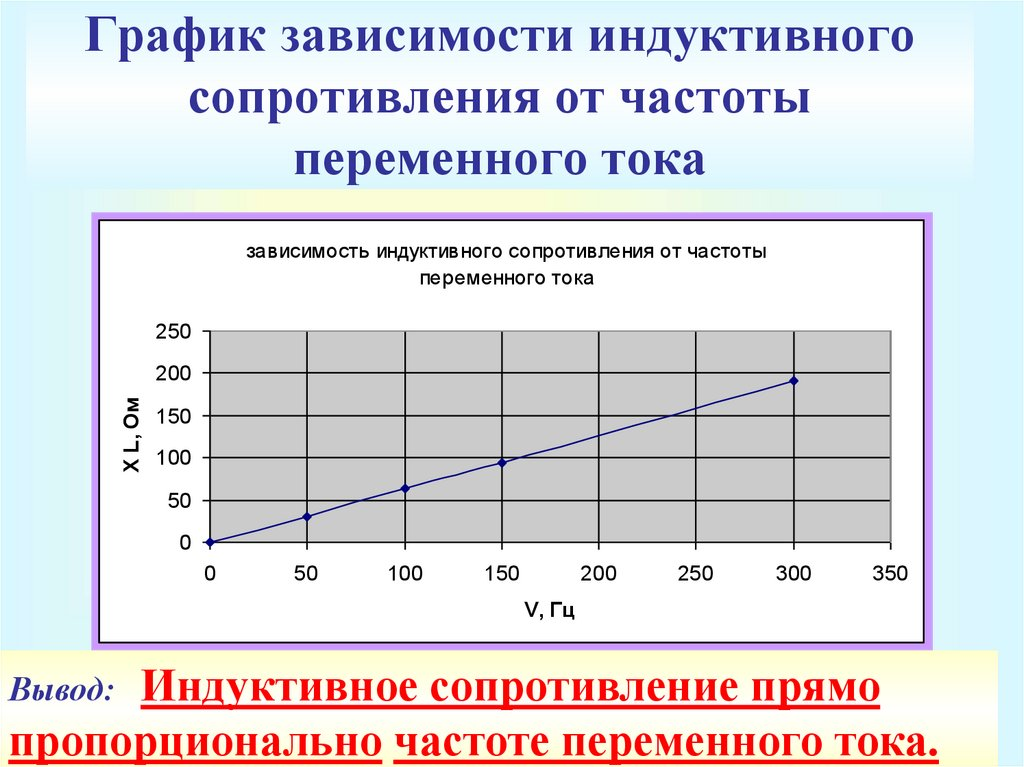 График зависимости индуктивного
сопротивления от частоты
переменного тока
зависимость индуктивного сопротивления от частоты
переменного тока
250
200
150
100
50
0
X L, Ом
0 50 100 150 200 250 300 350
V, Гц
Вывод: Индуктивное сопротивление прямо
пропорционально частоте переменного тока.